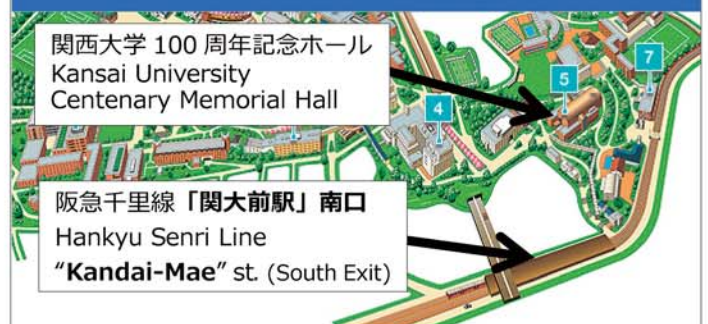 関西大学 100 周年記念ホール
Kansai University
Centenary Memorial Hall
7
5
4
阪急千里線「関大前駅」南口
Hankyu Senri Line
“Kandai-Mae” st. (South Exit)